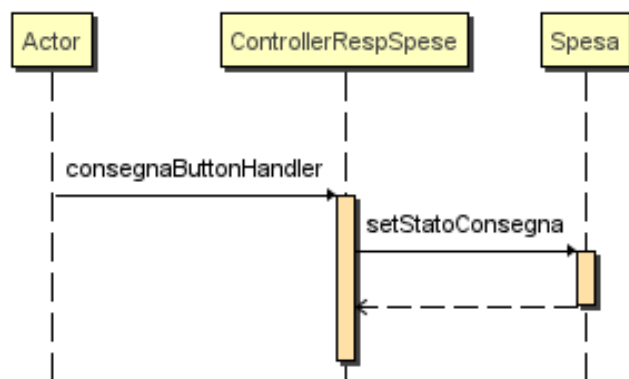 Actor
ControllerRespSpese
Spesa
consegnaButtonHandler
setStatoConsegna